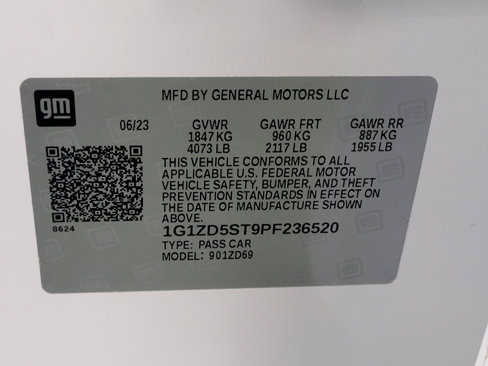 gm
MFD BY GENERAL MOTORS LLC
06/23 GVWR GAWR FRT GAWR RR
1847 KG 960 KG 887 KG
4073 LB 2117 LB 1955 LB
THIS VEHICLE CONFORMS TO ALL
APPLICABLE U.S. FEDERAL MOTOR
VEHICLE SAFETY, BUMPER, AND THEFT
PREVENTION STANDARDS IN EFFECT ON
THE DATE OF MANUFACTURE SHOWN
ABOVE.
8624
1G1ZD5ST9PF236520
TYPE: PASS CAR
MODEL: 901ZD69